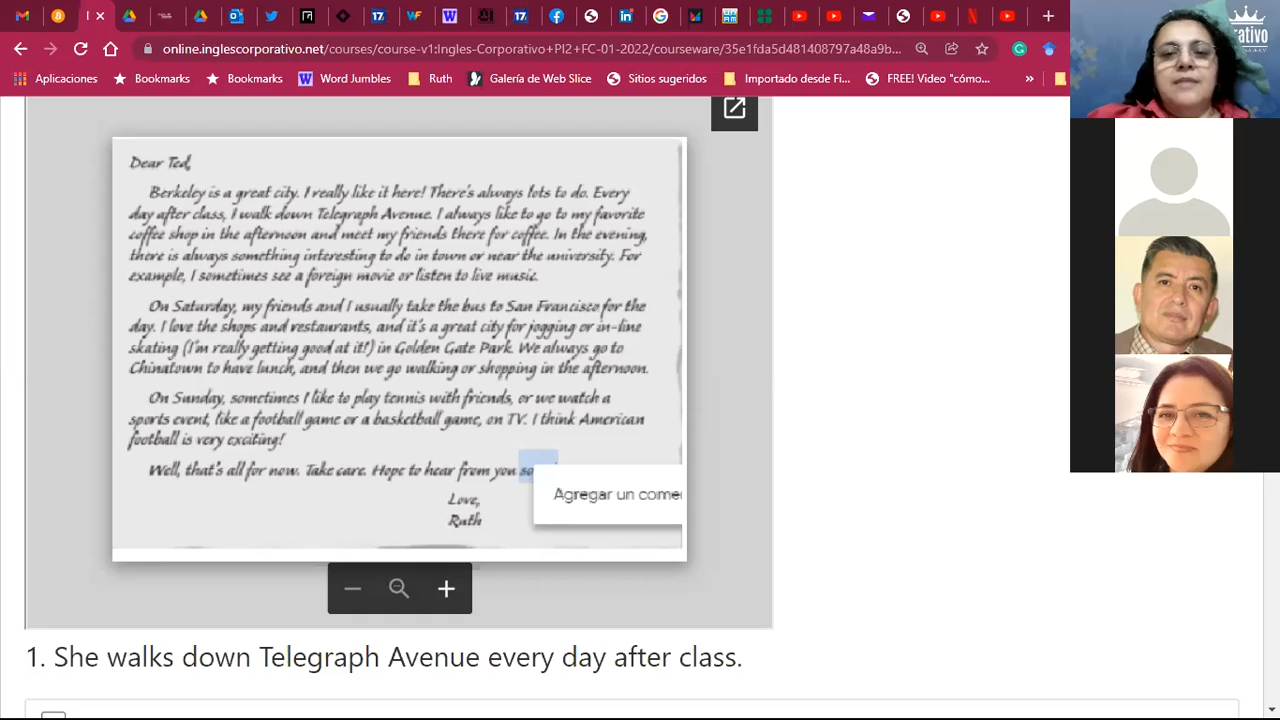 online.inglescorporativo.net/courses/course-v1:Ingles-Corporativo+PI2+FC-01-2022/courseware/35e1fda5d481408797a48a9b...
Aplicaciones Bookmarks Bookmarks Word Jumbles Ruth Galería de Web Slice Sitios sugeridos Importado desde Fi... FREE! Video "cómo... »
Dear Ted,
Berkeley is a great city. I really like it here! There's always lots to do. Every
day after class, I walk down Telegraph Avenue. I always like to go to my favorite
coffee shop in the afternoon and meet my friends there for coffee. In the evening,
there is always something interesting to do in town or near the university. For
example, I sometimes see a foreign movie or listen to live music.
On Saturday, my friends and I usually take the bus to San Francisco for the
day. I love the shops and restaurants, and it's a great city for jogging or in-line
skating (I'm really getting good at it!) in Golden Gate Park. We always go to
Chinatown to have lunch, and then we go walking or shopping in the afternoon.
On Sunday, sometimes I like to play tennis with friends, or we watch a
sports event, like a football game or a basketball game, on TV. I think American
football is very exciting!
Well, that's all for now. Take care. Hope to hear from you so
Agregar un comen
Love,
Ruth
1. She walks down Telegraph Avenue every day after class.